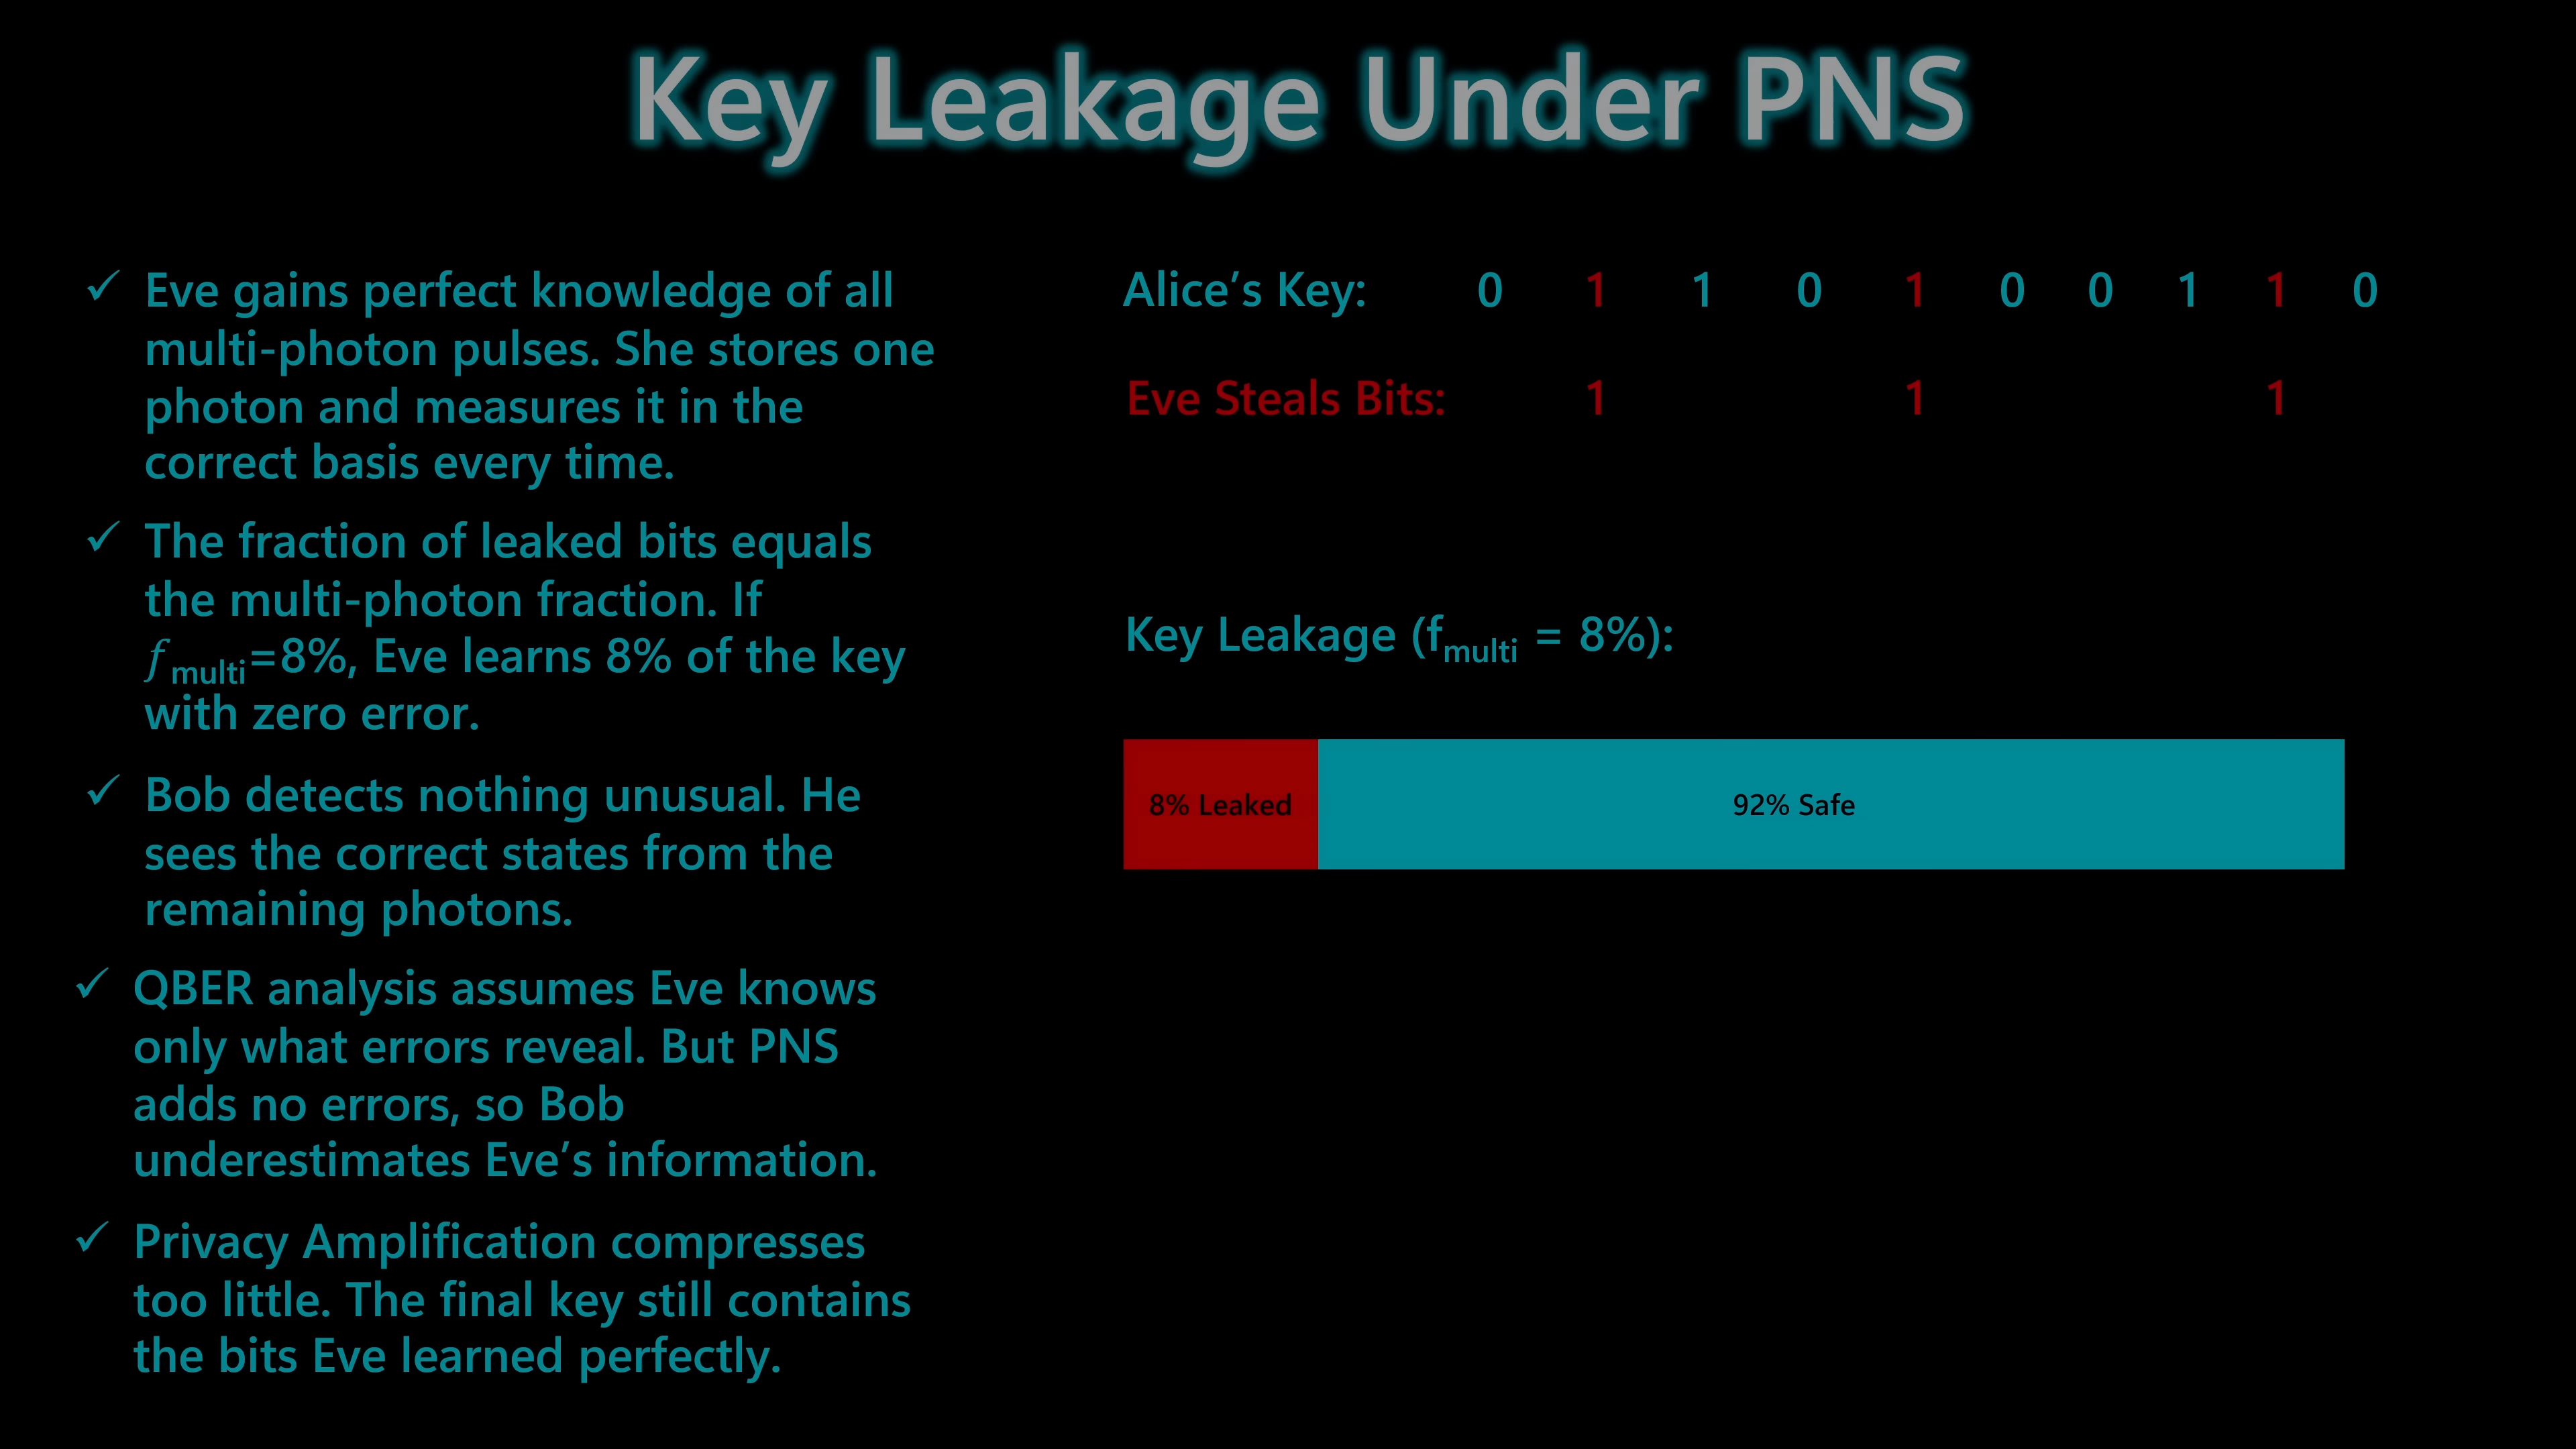 Key Leakage Under PNS
✓ Eve gains perfect knowledge of all
multi-photon pulses. She stores one
photon and measures it in the
correct basis every time.
✓ The fraction of leaked bits equals
the multi-photon fraction. If
f multi=8%, Eve learns 8% of the key
with zero error.
✓ Bob detects nothing unusual. He
sees the correct states from the
remaining photons.
✓ QBER analysis assumes Eve knows
only what errors reveal. But PNS
adds no errors, so Bob
underestimates Eve’s information.
✓ Privacy Amplification compresses
too little. The final key still contains
the bits Eve learned perfectly.
Alice’s Key: 0 1 1 0 1 0 0 1 1 0
Eve Steals Bits: 1 1 1
Key Leakage (fmulti = 8%):
8% Leaked 92% Safe